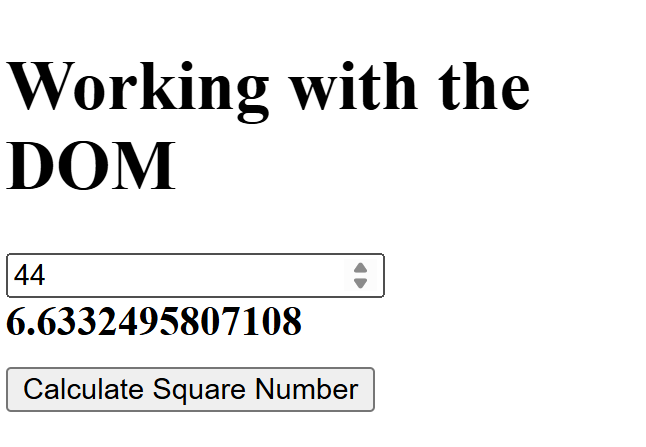 Working with the
DOM
44
6.6332495807108
Calculate Square Number